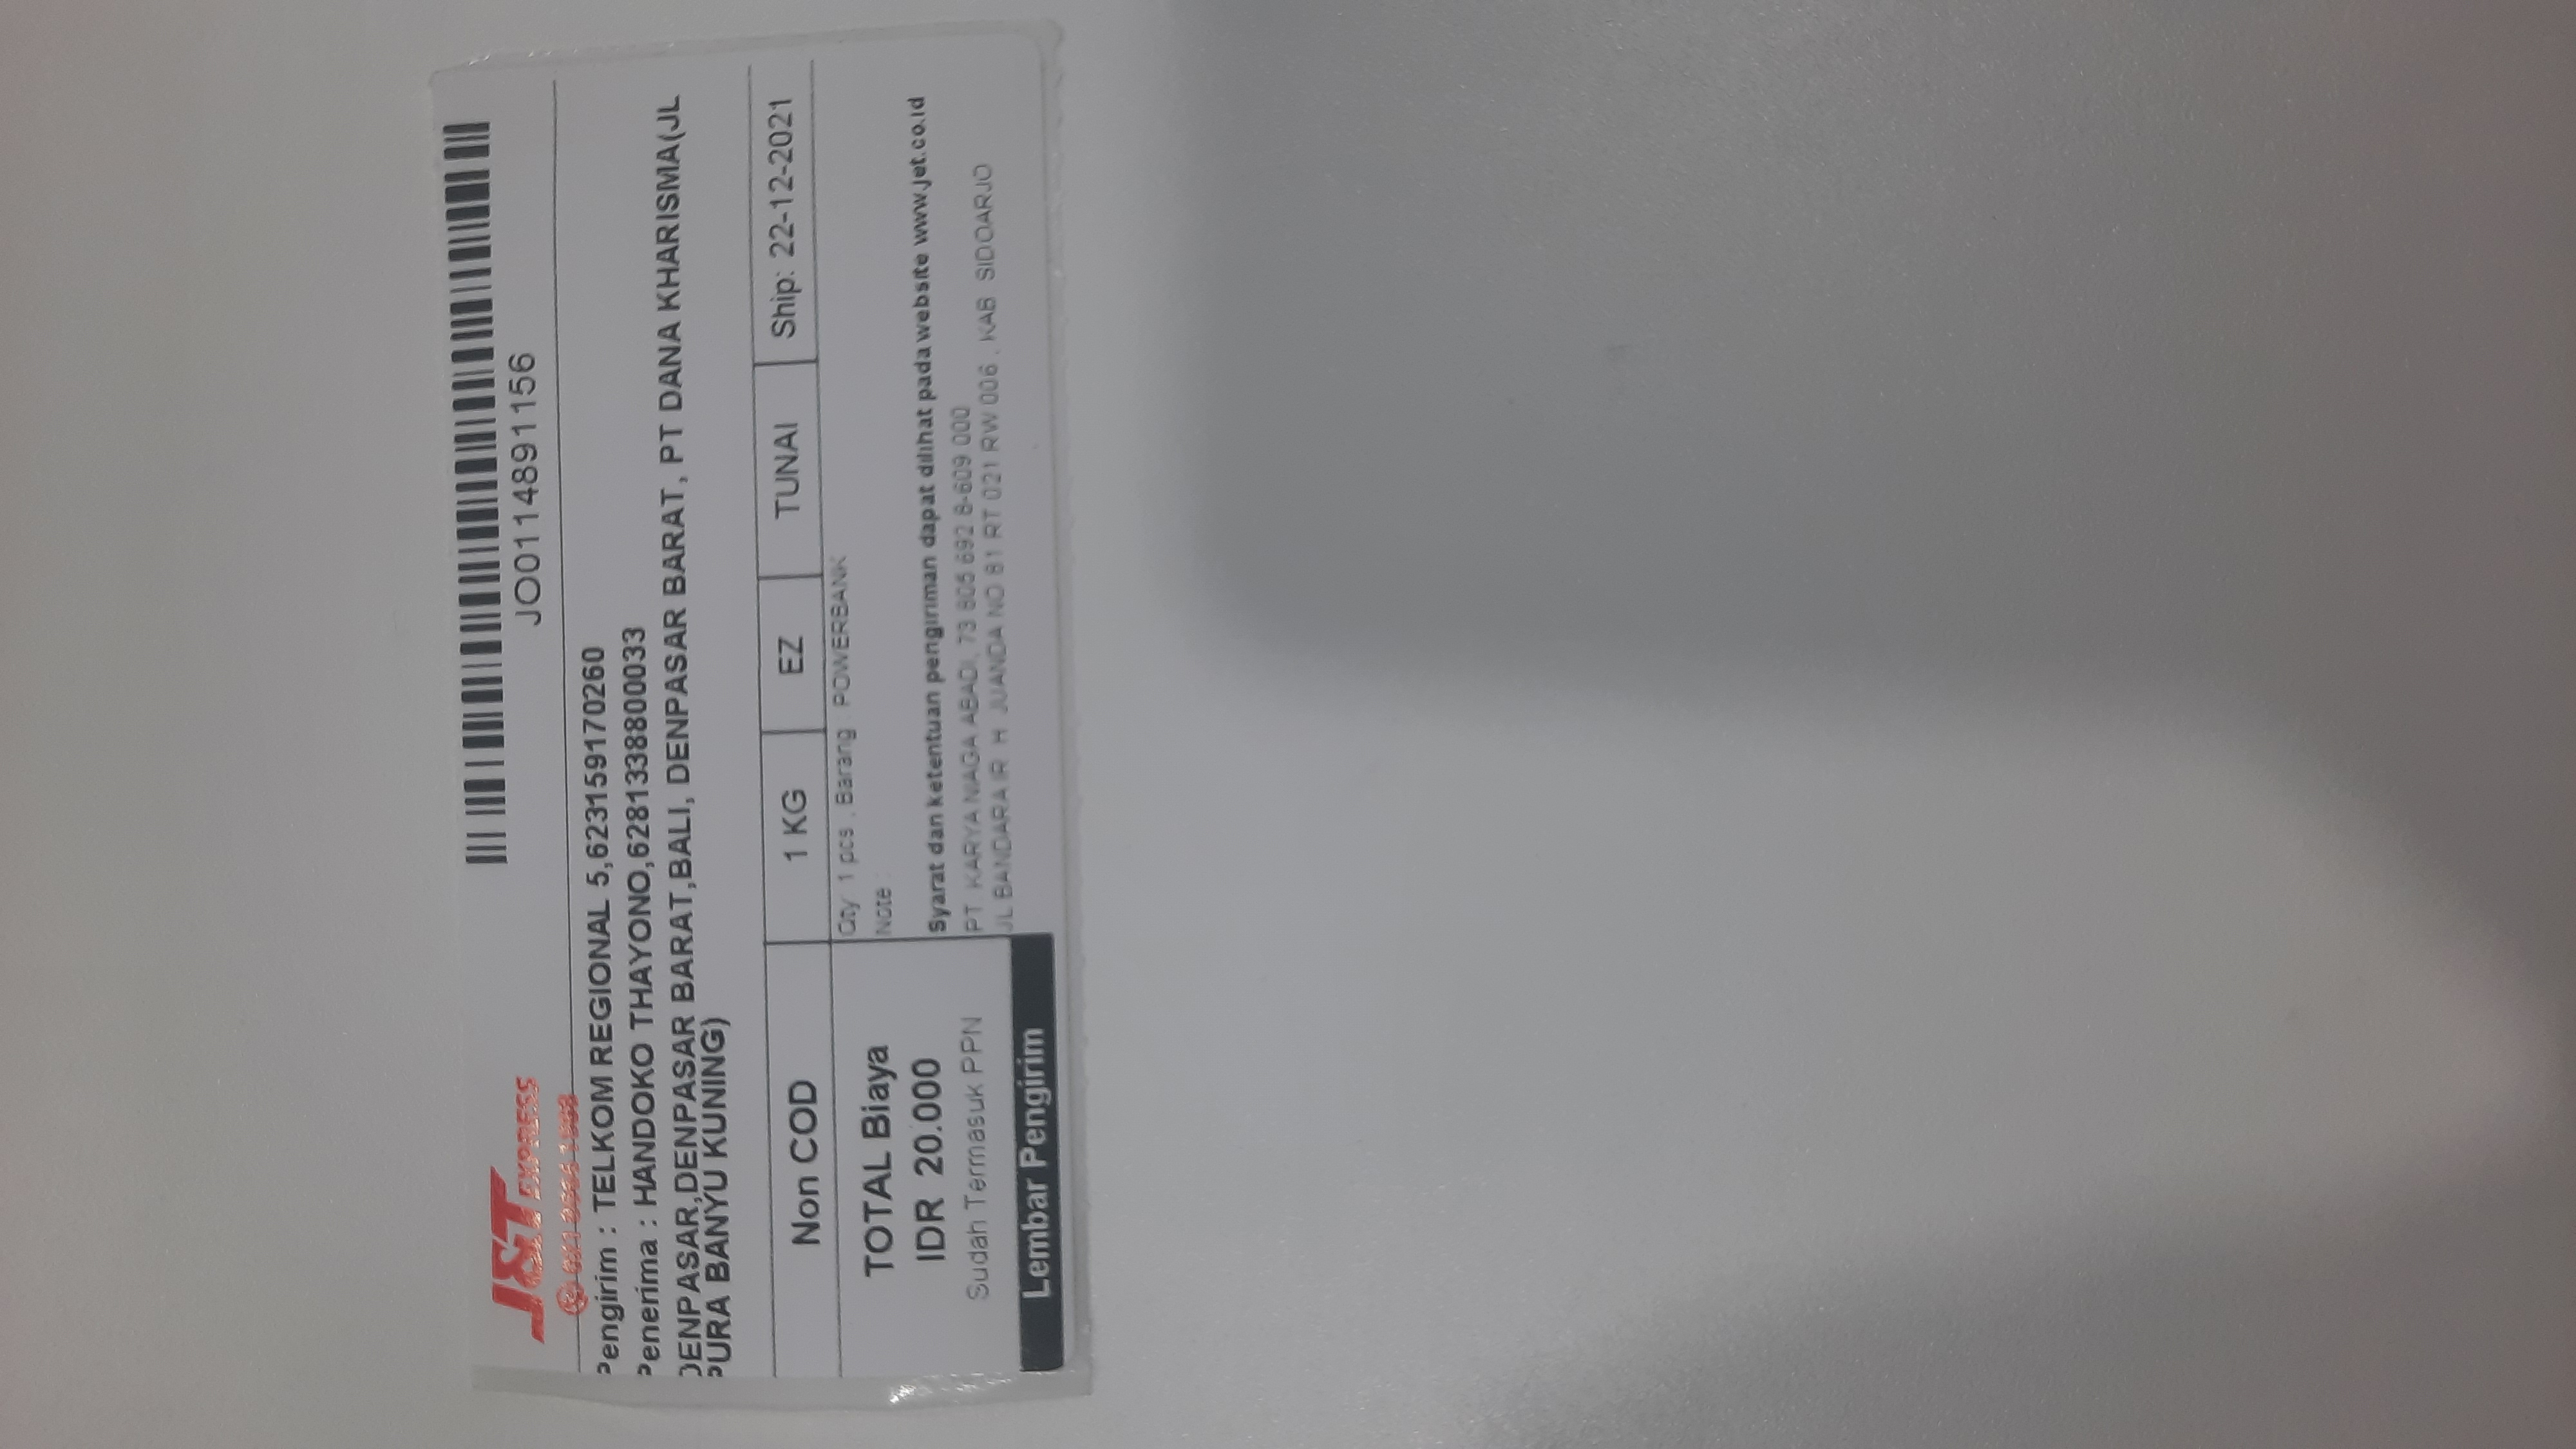 J&T EXPRESS
JO0114891156
Pengirim : TELKOM REGIONAL 5,623159170260
Penerima : HANDOKO THAYONO,6281338800033
DENPASAR,DENPASAR BARAT,BALI, DENPASAR BARAT, PT DANA KHARISMA(JL
PURA BANYU KUNING)
Non COD
1 KG
EZ
TUNAI
Ship: 22-12-2021
TOTAL Biaya
IDR 20.000
Sudah Termasuk PPN
Lembar Pengirim
Qty : 1 pcs , Barang : POWERBANK
Note :
Syarat dan ketentuan pengiriman dapat dilihat pada website www.jet.co.id
PT. KARYA NIAGA ABADI, 73 805 692 8-609 000
JL BANDARA IR. H. JUANDA NO 81 RT 021 RW 006 , KAB. SIDOARJO